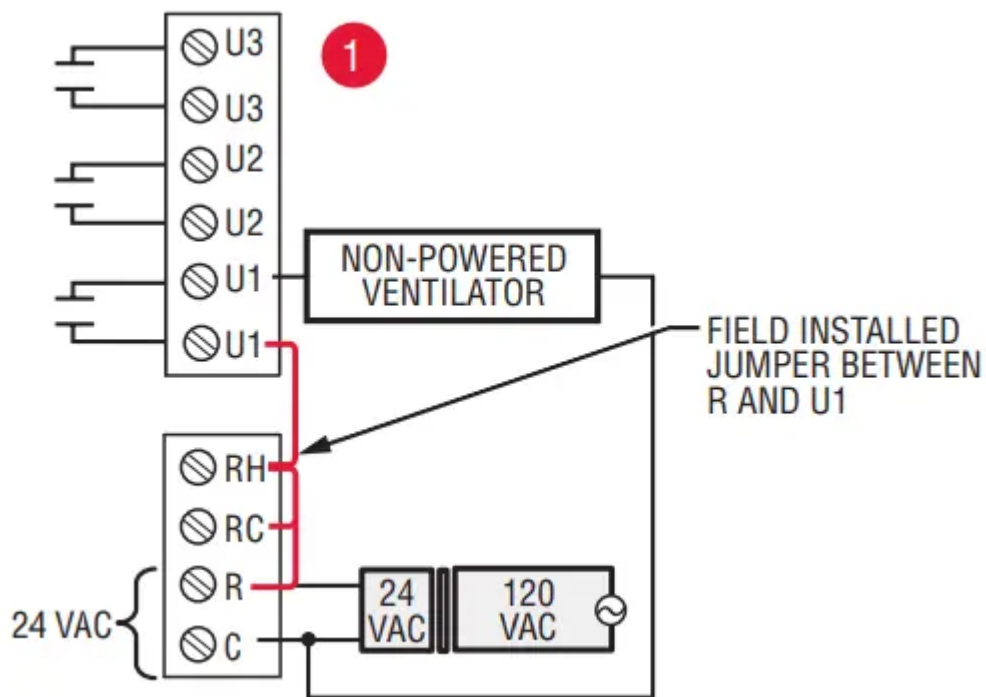 1
U3
U3
U2
U2
U1
U1
NON-POWERED
VENTILATOR
FIELD INSTALLED
JUMPER BETWEEN
R AND U1
RH
RC
R
C
24 VAC
24
VAC
120
VAC